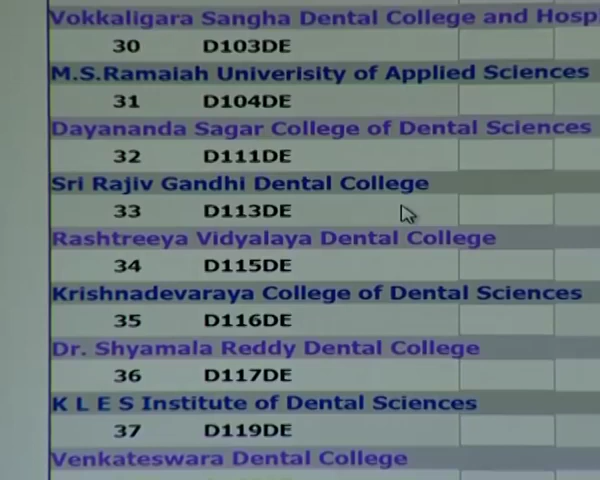 Vokkaligara Sangha Dental College and Hosp
30 D103DE
M.S.Ramaiah Univerisity of Applied Sciences
31 D104DE
Dayananda Sagar College of Dental Sciences
32 D111DE
Sri Rajiv Gandhi Dental College
33 D113DE
Rashtreeya Vidyalaya Dental College
34 D115DE
Krishnadevaraya College of Dental Sciences
35 D116DE
Dr. Shyamala Reddy Dental College
36 D117DE
K L E S Institute of Dental Sciences
37 D119DE
Venkateswara Dental College